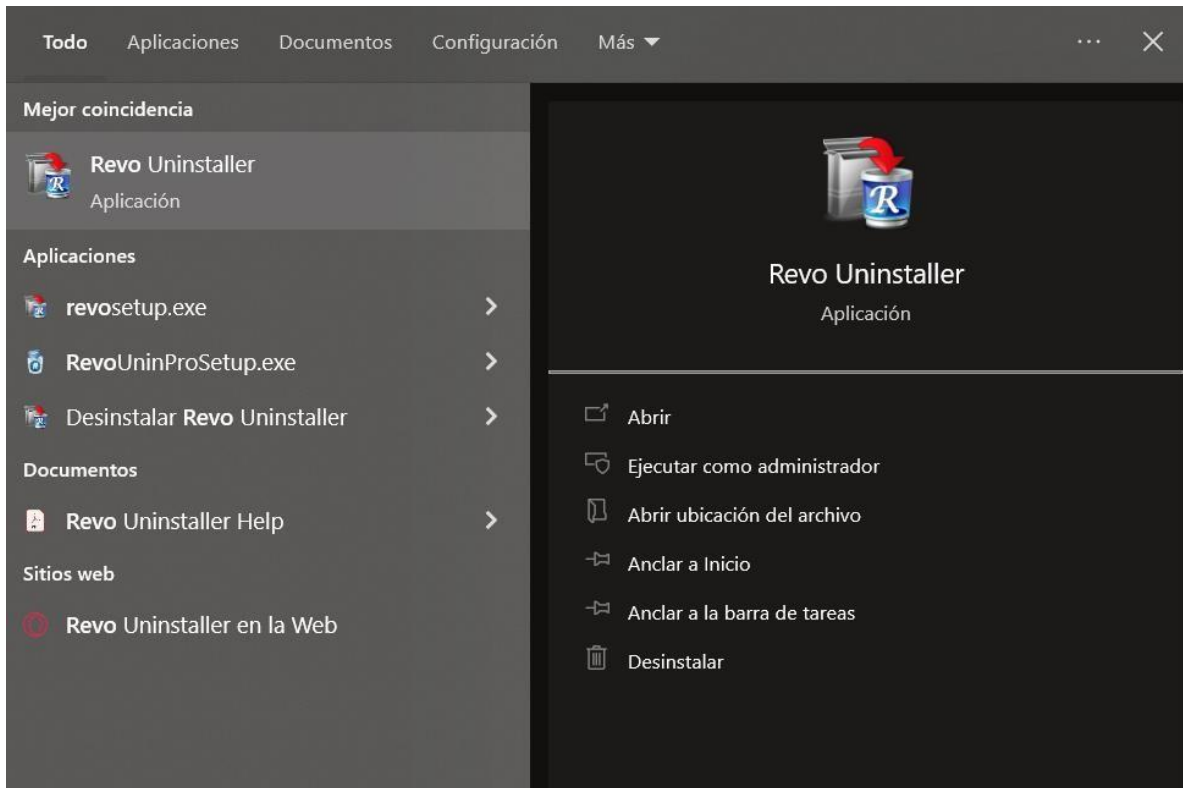 Todo Aplicaciones Documentos Configuración Más
Mejor coincidencia
Revo Uninstaller
Aplicación
Aplicaciones
revosetup.exe
RevoUninProSetup.exe
Desinstalar Revo Uninstaller
Documentos
Revo Uninstaller Help
Sitios web
Revo Uninstaller en la Web
R
Revo Uninstaller
Aplicación
Abrir
Ejecutar como administrador
Abrir ubicación del archivo
Anclar a Inicio
Anclar a la barra de tareas
Desinstalar